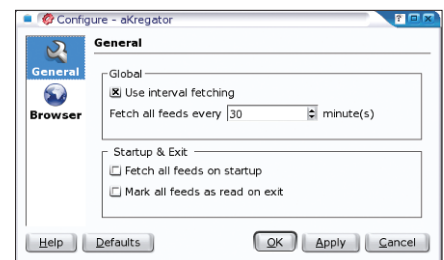 Configure - aKregator
General
General
Browser
Global
Use interval fetching
Fetch all feeds every 30 minute(s)
Startup & Exit
Fetch all feeds on startup
Mark all feeds as read on exit
Help Defaults OK Apply Cancel